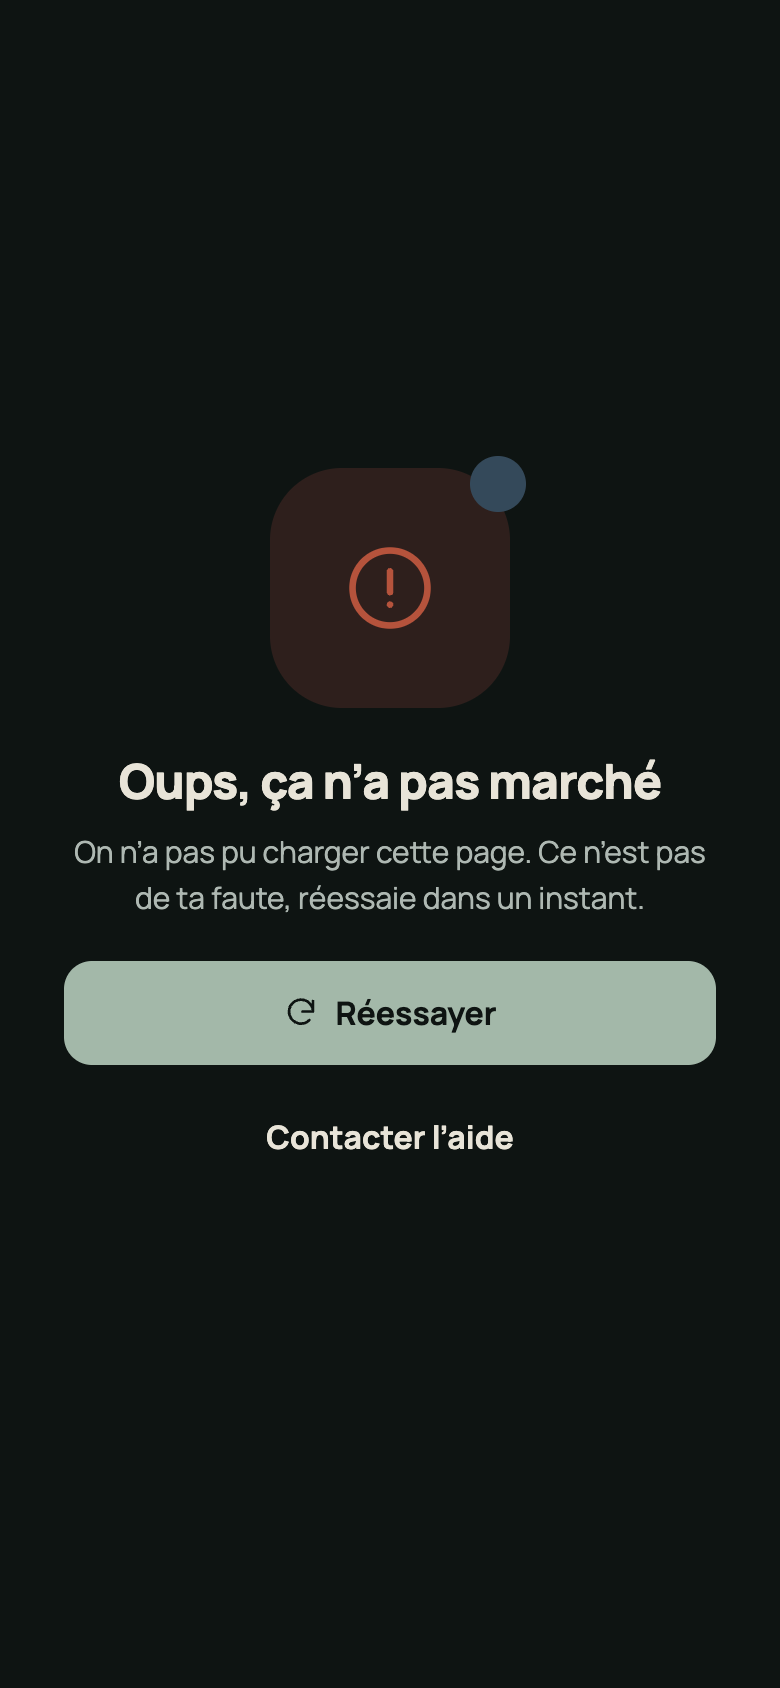 Oups, ça n’a pas marché
On n’a pas pu charger cette page. Ce n’est pas
de ta faute, réessaie dans un instant.
Réessayer
Contacter l’aide